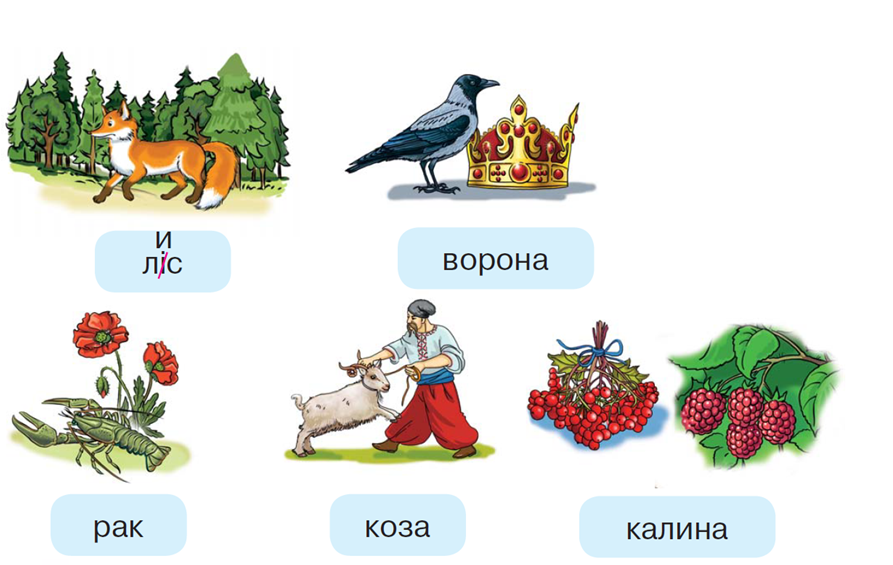 и
ліс
ворона
рак
коза
калина